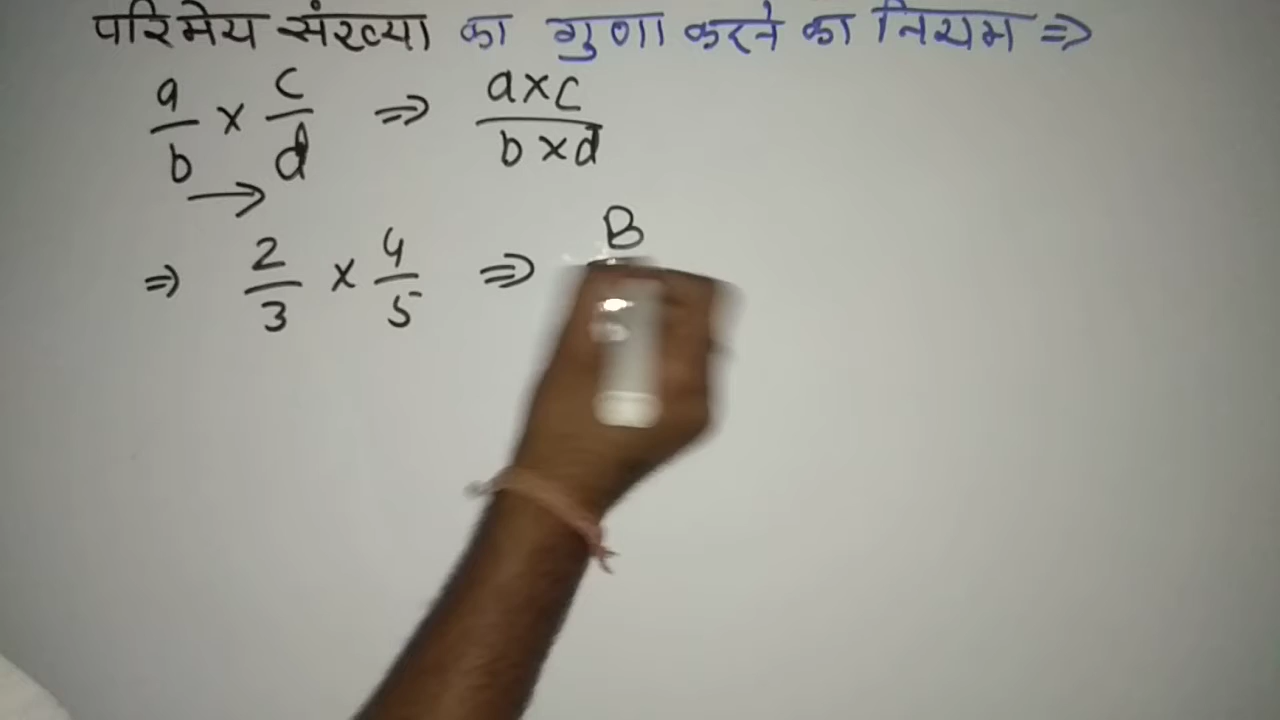 परिमेय संख्या का गुणा करने का नियम ⇒
a/b × c/d ⇒ a×c/b×d
→
⇒ 2/3 × 4/5 ⇒ 8